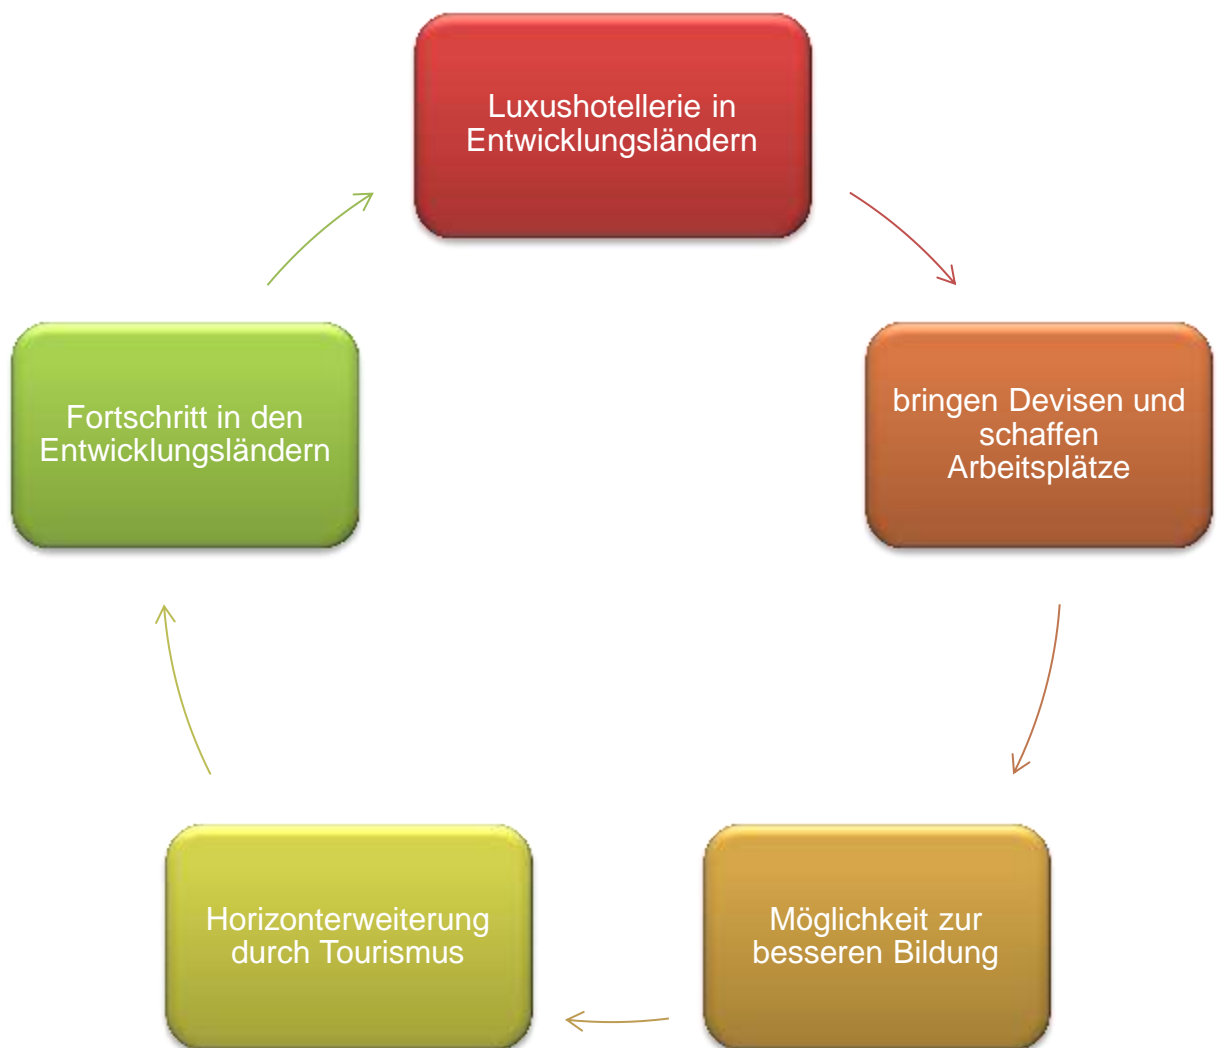 Luxushotellerie in
Entwicklungsländern
bringen Devisen und
schaffen
Arbeitsplätze
Möglichkeit zur
besseren Bildung
Horizonterweiterung
durch Tourismus
Fortschritt in den
Entwicklungsländern